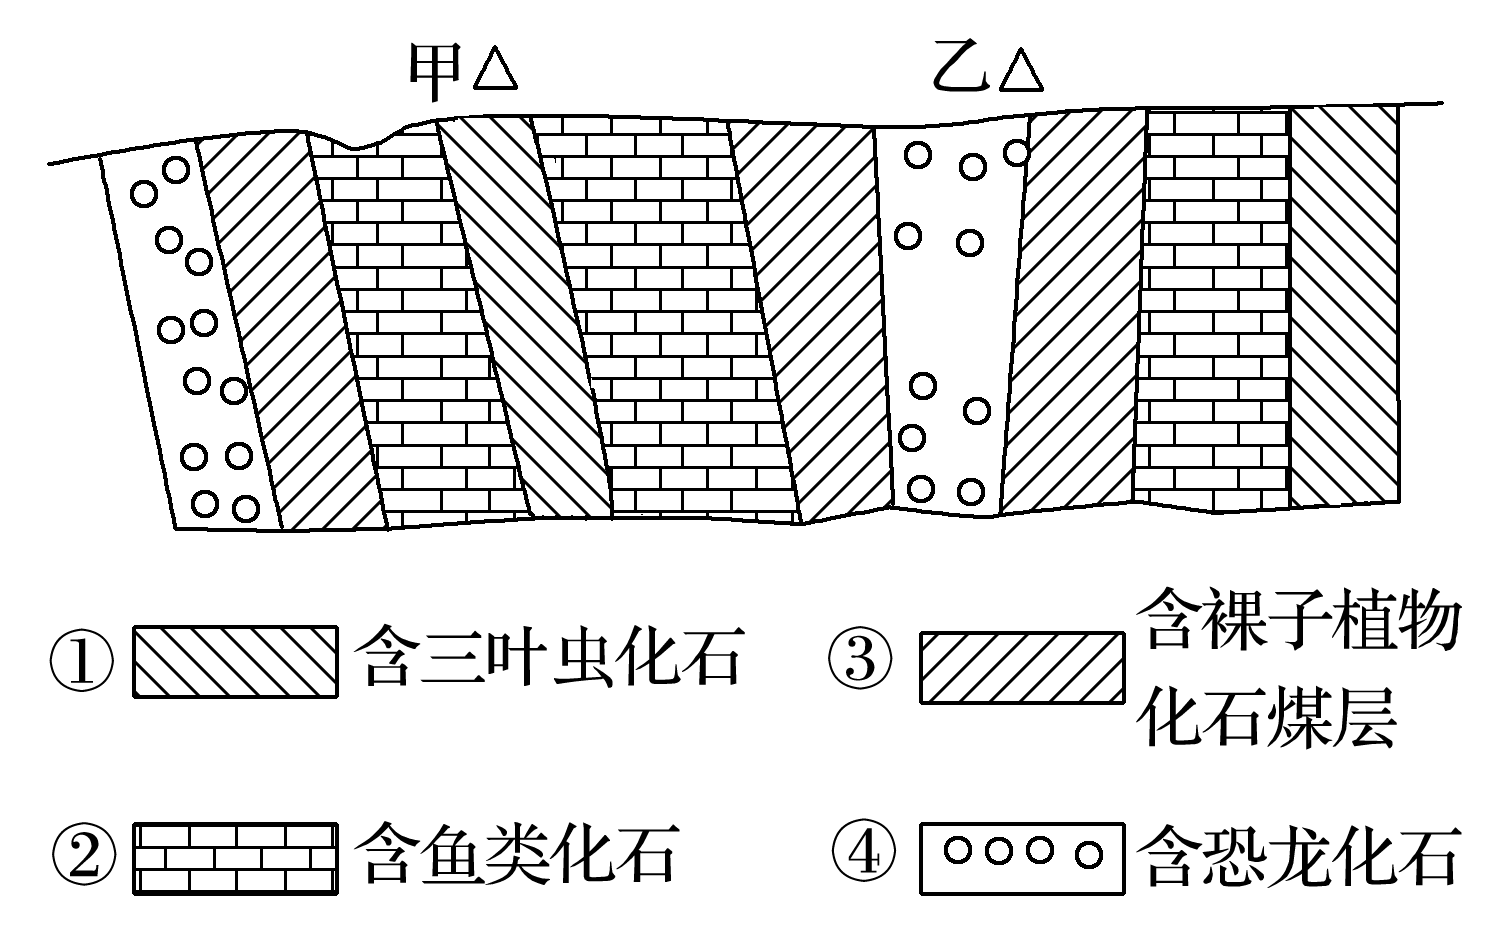 甲△
乙△
① 含三叶虫化石
③ 含裸子植物
化石煤层
② 含鱼类化石
④ 含恐龙化石